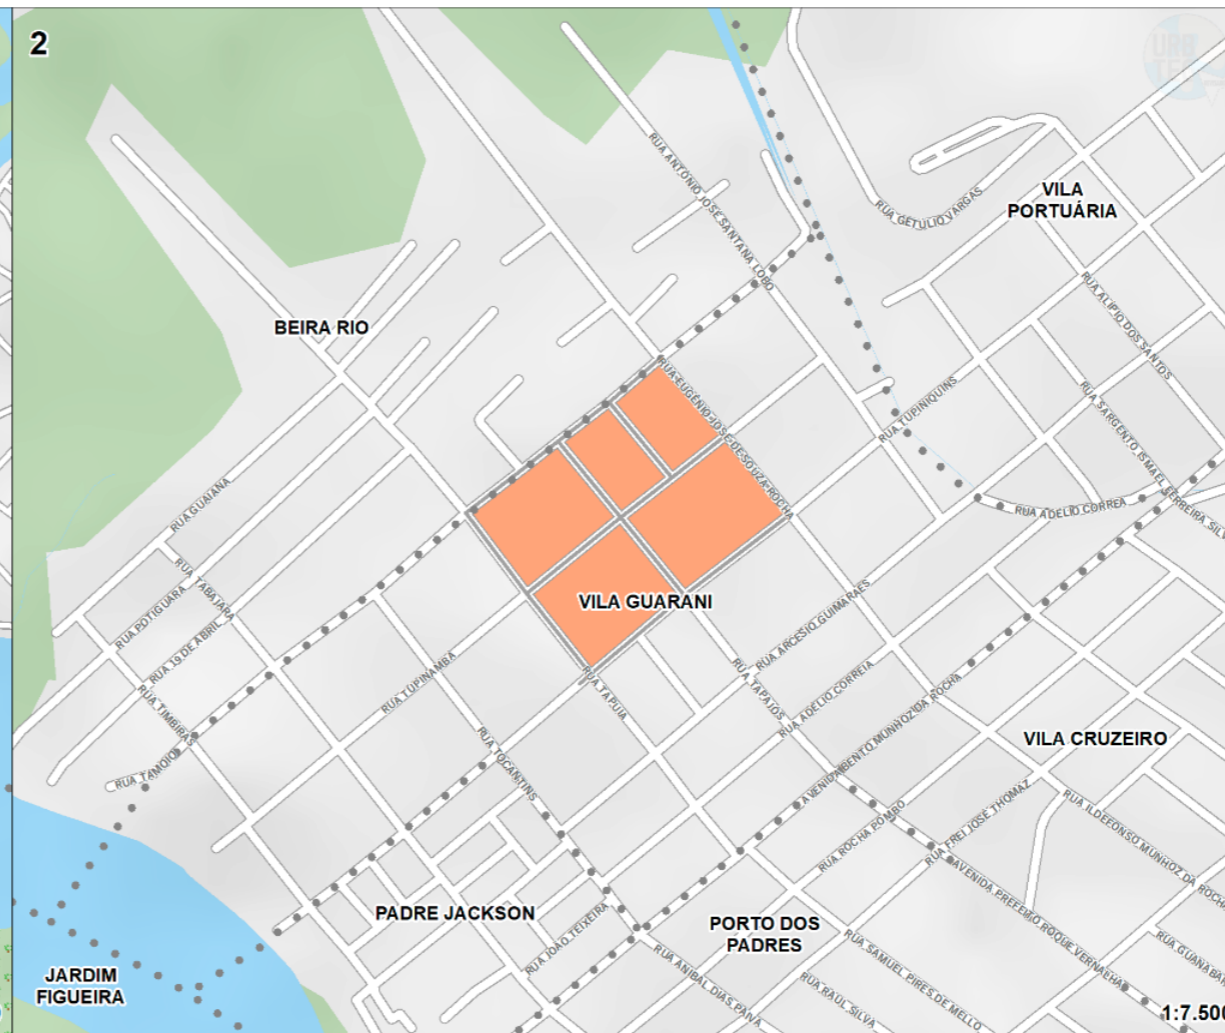 2
URB
TEC
RUA ANTONIO JOSÉ SANTANA LOBO
RUA GETULIO VARGAS
VILA
PORTUÁRIA
RUA ALIPIO DOS SANTOS
BEIRA RIO
RUA EUGÊNIO JOSÉ DE SOUZA ROCHA
RUA TUPINIQUINS
RUA SARGENTO ISMAEL FERREIRA SILV
RUA GUAIANA
RUA ADELIO CORREA
RUA TABAJARA
RUA POTIGUARA
RUA 19 DE ABRIL
VILA GUARANI
RUA ARCESIO GUIMARAES
RUA TUPINAMBA
RUA TAPUIA
RUA TAPAJOS
RUA ADELIO CORREIA
RUA TIMBIRAS
AVENIDA BENTO MUNHOZ DA ROCHA
RUA TAMOIO
RUA TOCANTINS
VILA CRUZEIRO
RUA ROCHA POMBO
RUA FREI JOSÉ THOMAZ
RUA ILDEFONSO MUNHOZ DA ROCHA
AVENIDA PREFEITO ROQUE VERNALHA
PADRE JACKSON
RUA JOÃO TEIXEIRA
PORTO DOS
PADRES
RUA GUANABAR
RUA SAMUEL PIRES DE MELLO
RUA ANIBAL DIAS PAIVA
RUA RAUL SILVA
JARDIM
FIGUEIRA
1:7.500